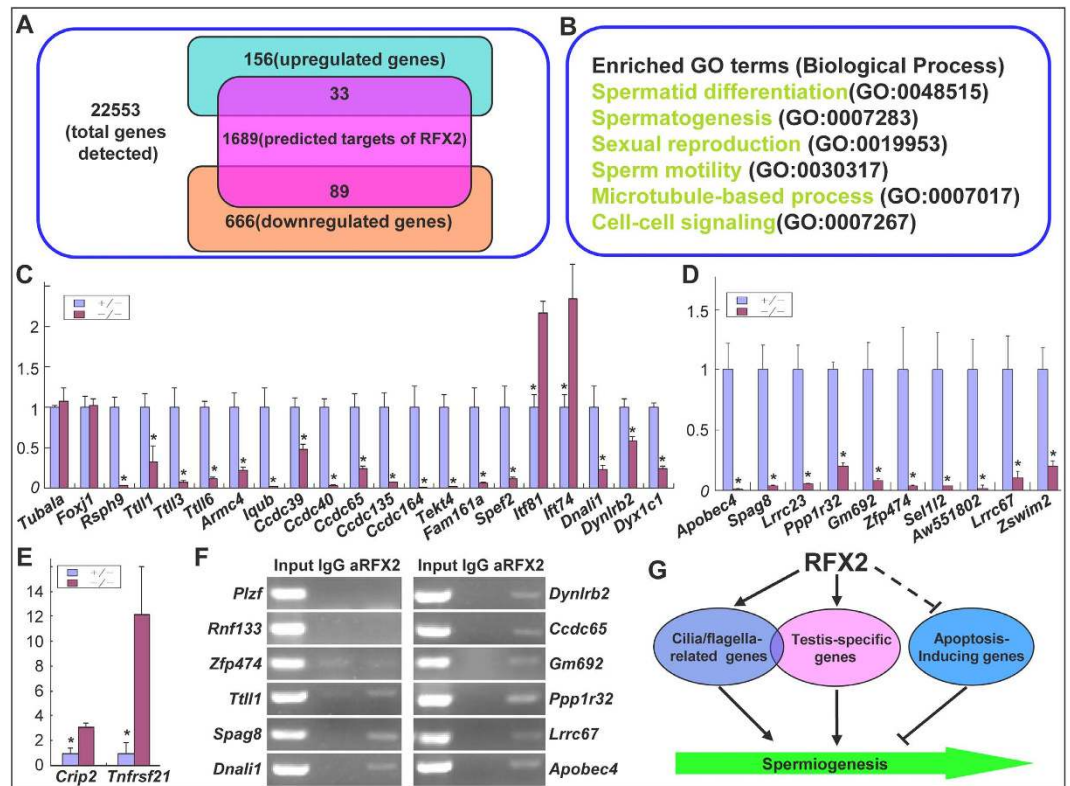 A
156(upregulated genes)
33
22553
(total genes
detected)
1689(predicted targets of RFX2)
89
666(downregulated genes)
B
Enriched GO terms (Biological Process)
Spermatid differentiation(GO:0048515)
Spermatogenesis (GO:0007283)
Sexual reproduction (GO:0019953)
Sperm motility (GO:0030317)
Microtubule-based process (GO:0007017)
Cell-cell signaling(GO:0007267)
C
+/−
−/−
2
1
0.5
0
* * * * * * * * * * * * * * * * * * *
Tubala Foxj1 Rsph9 Ttll1 Ttll3 Ttll6 Armc4 Iqub Ccdc39 Ccdc40 Ccdc65 Ccdc135 Ccdc164 Tekt4 Fam161a Spef2 Itf81 Ift74 Dnali1 Dynlrb2 Dyx1c1
D
+/−
−/−
1.5
1
0.5
0
* * * * * * * * * *
Apobec4 Spag8 Lrrc23 Ppp1r32 Gm692 Zfp474 Sel1l2 Aw551802 Lrrc67 Zswim2
E
+/−
−/−
14
12
10
8
6
4
2
0
* *
Crip2 Tnfrsf21
F
Input IgG aRFX2 Input IgG aRFX2
Plzf Dynlrb2
Rnf133 Ccdc65
Zfp474 Gm692
Ttll1 Ppp1r32
Spag8 Lrrc67
Dnali1 Apobec4
G
RFX2
Cilia/flagella-
related genes
Testis-specific
genes
Apoptosis-
Inducing genes
Spermiogenesis